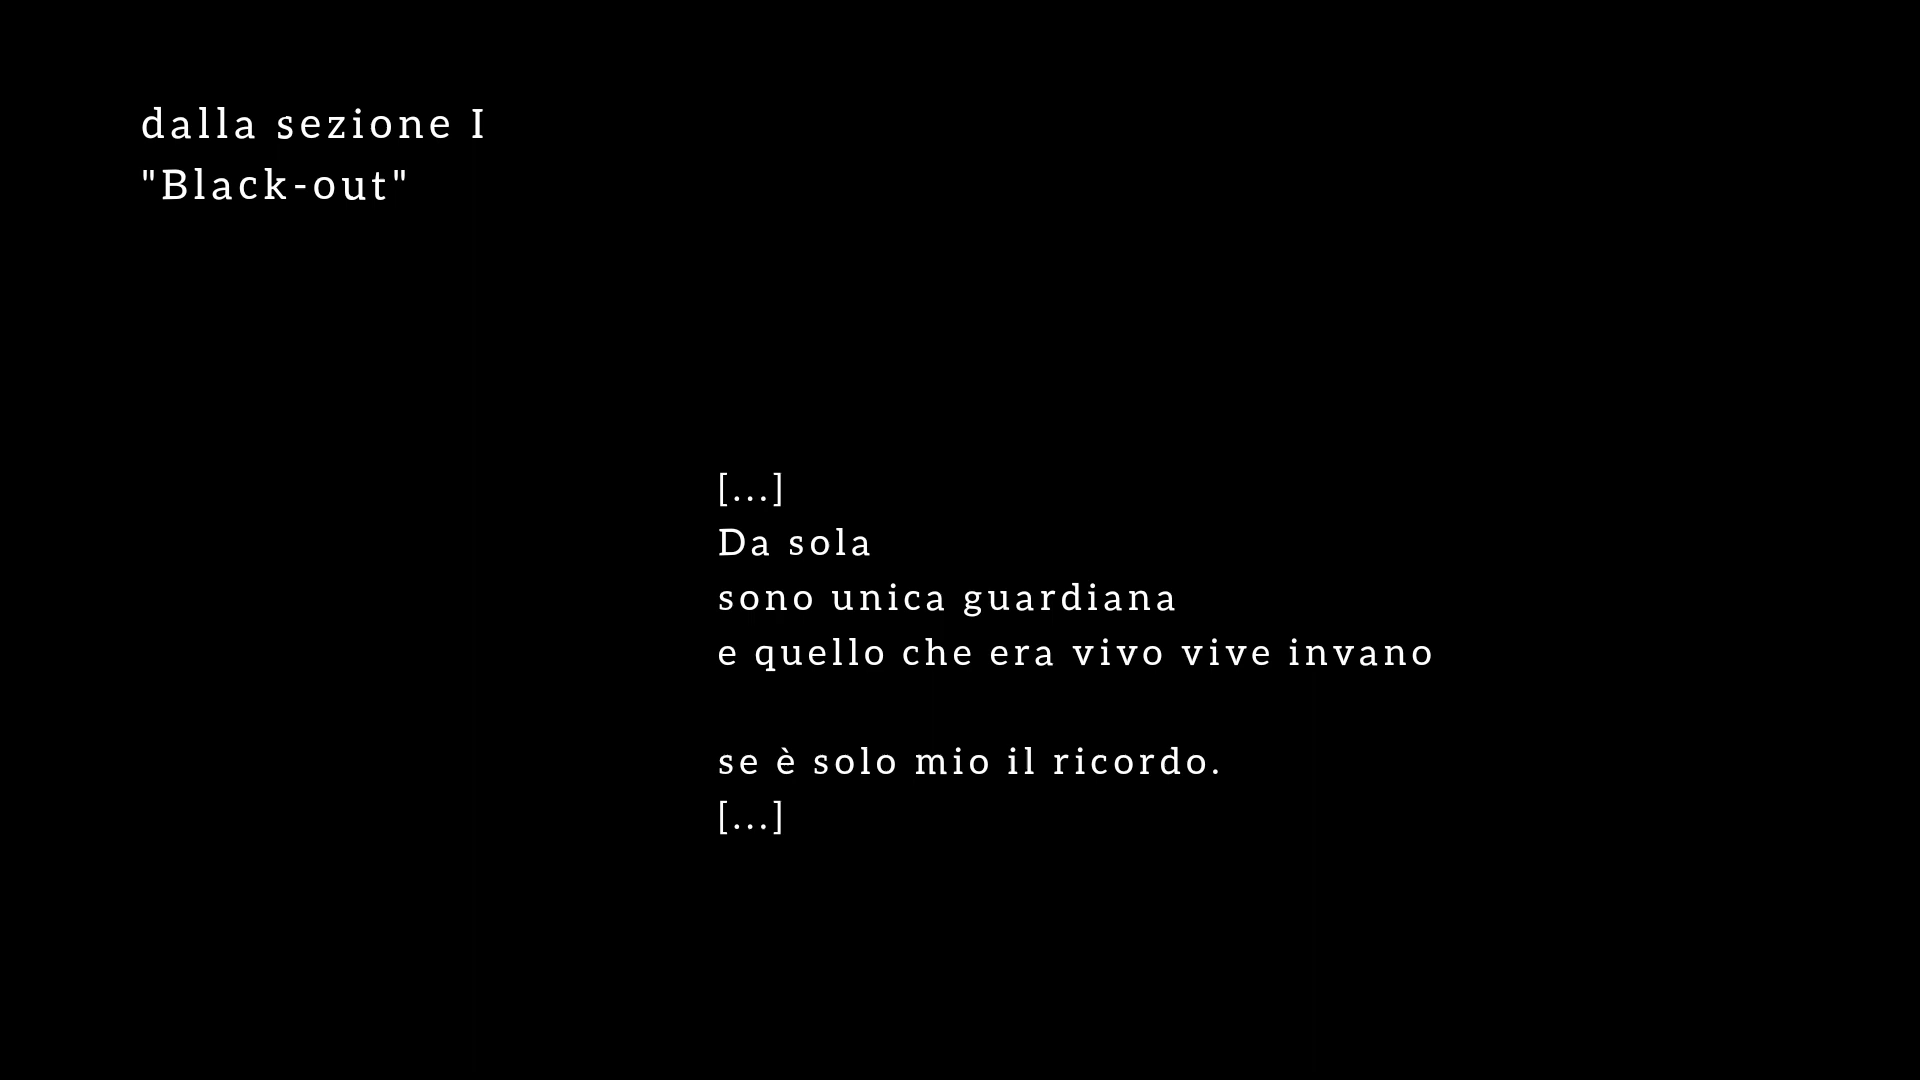 dalla sezione I
"Black-out"
[...]
Da sola
sono unica guardiana
e quello che era vivo vive invano
se è solo mio il ricordo.
[...]